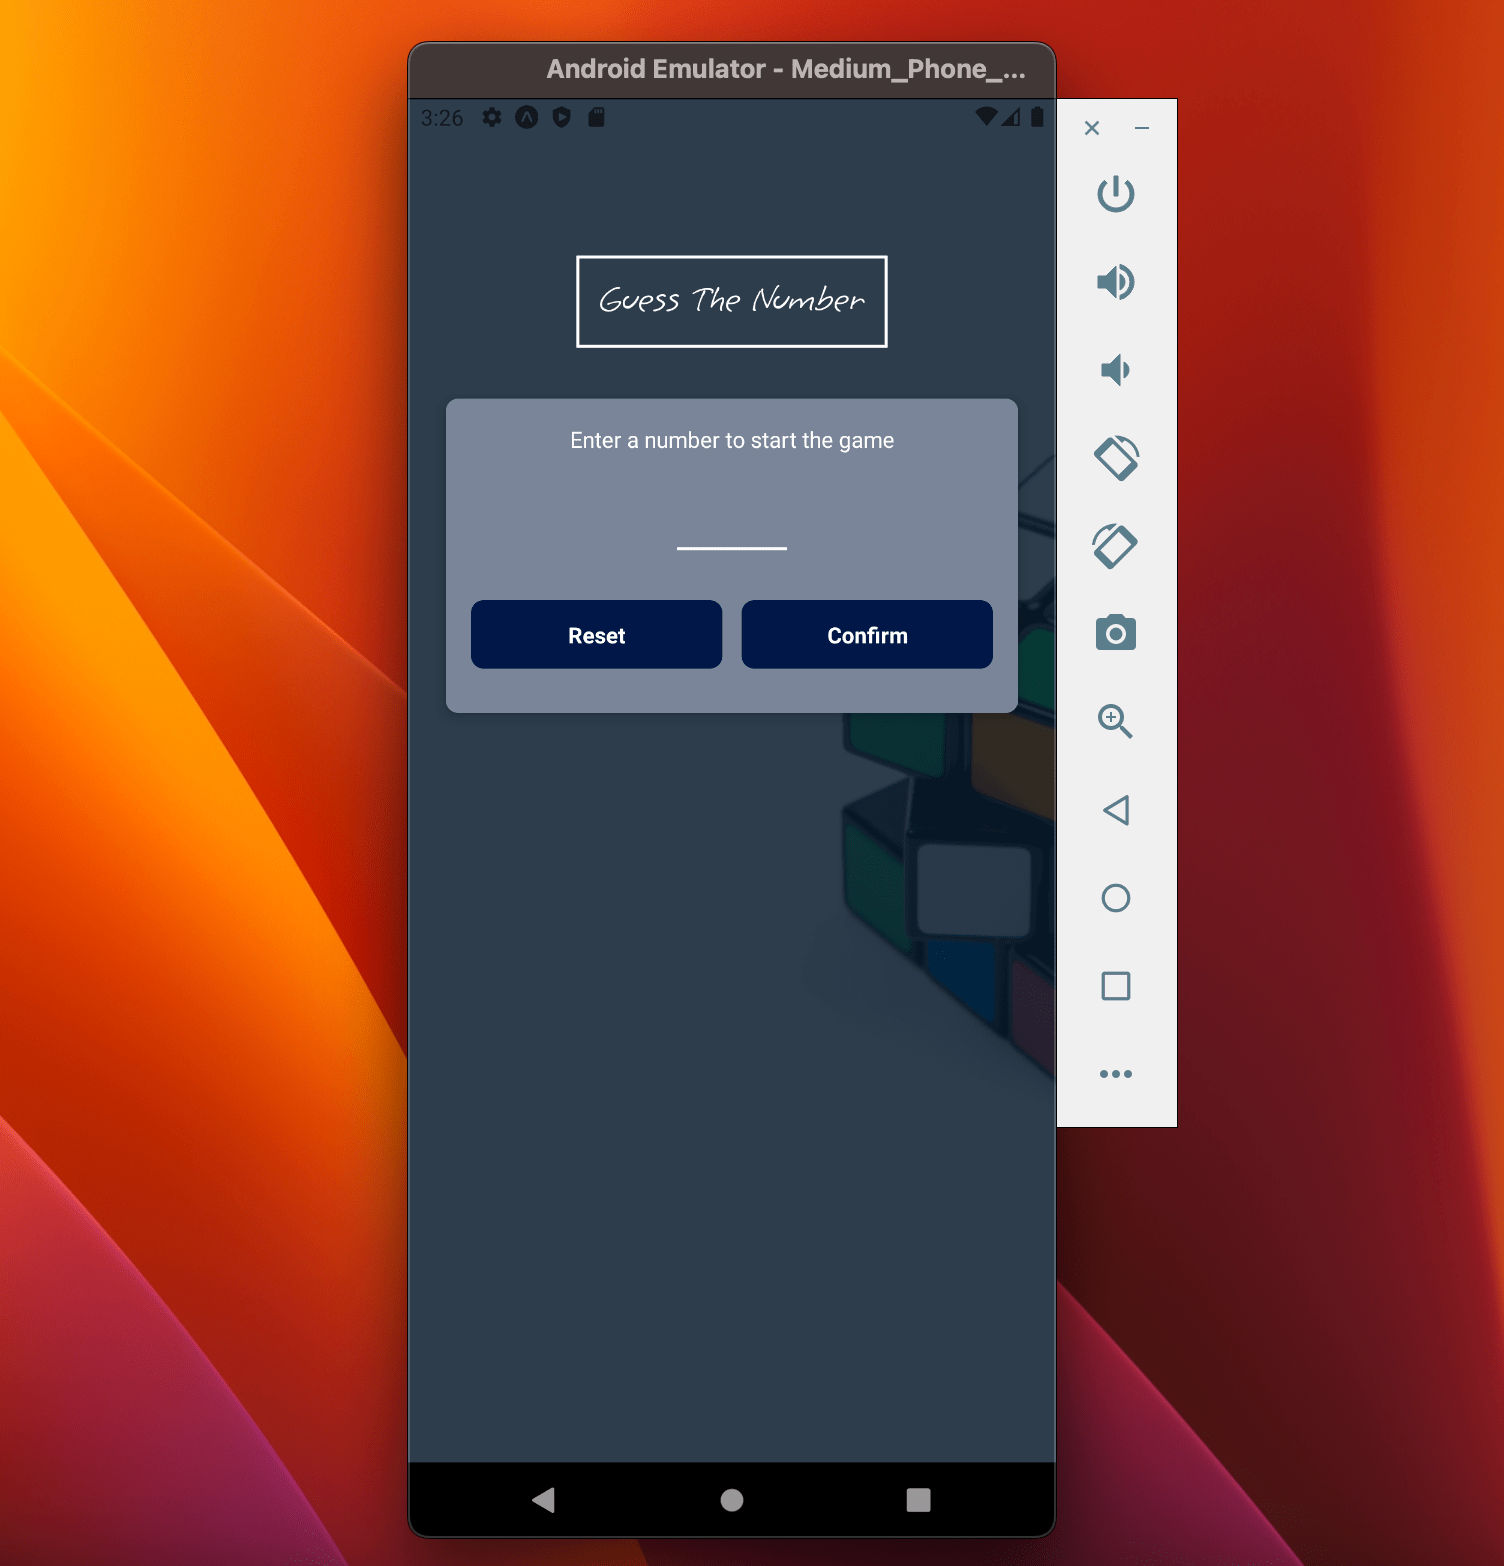 Android Emulator - Medium_Phone_...
3:26
Guess The Number
Enter a number to start the game
Reset
Confirm